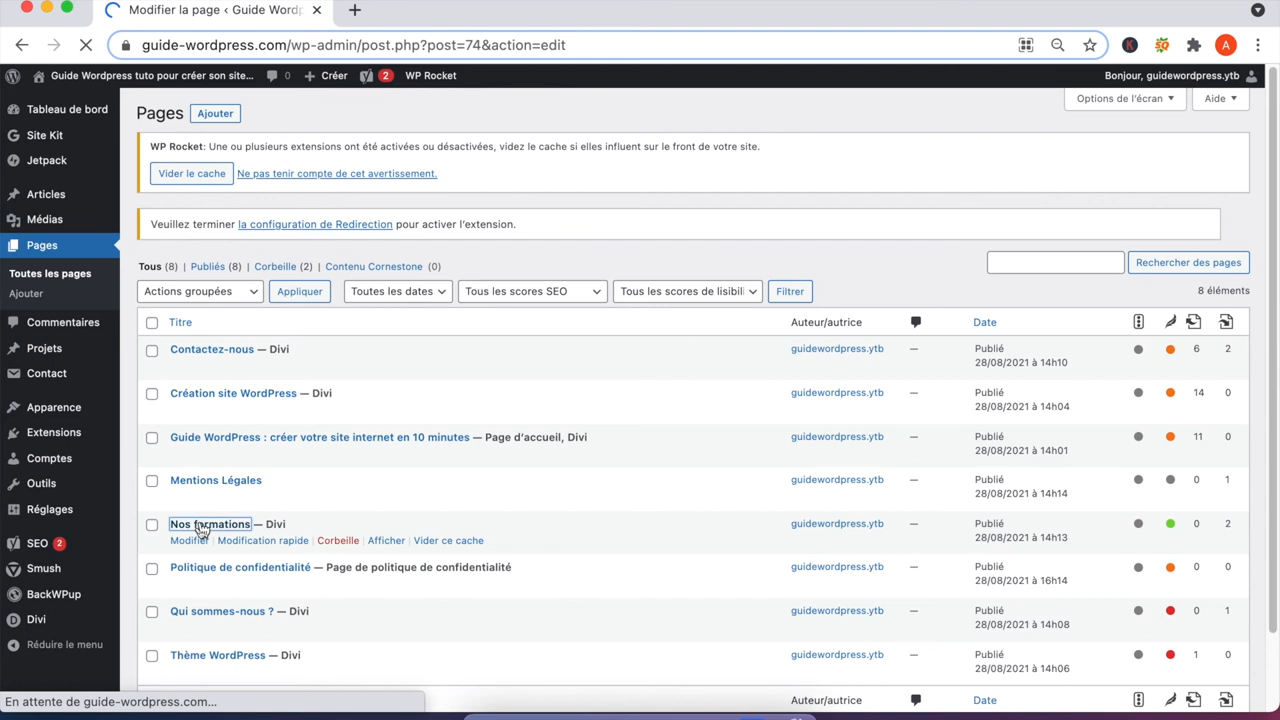 Modifier la page ‹ Guide Wordp
guide-wordpress.com/wp-admin/post.php?post=74&action=edit
A
Guide Wordpress tuto pour créer son site... 0 Créer 2 WP Rocket Bonjour, guidewordpress.ytb
Tableau de bord
Site Kit
Jetpack
Articles
Médias
Pages
Toutes les pages
Ajouter
Commentaires
Projets
Contact
Apparence
Extensions
Comptes
Outils
Réglages
SEO 2
Smush
BackWPup
Divi
Réduire le menu
Pages Ajouter
Options de l'écran Aide
WP Rocket: Une ou plusieurs extensions ont été activées ou désactivées, videz le cache si elles influent sur le front de votre site.
Vider le cache Ne pas tenir compte de cet avertissement.
Veuillez terminer la configuration de Redirection pour activer l'extension.
Tous (8) | Publiés (8) | Corbeille (2) | Contenu Cornestone (0)
Rechercher des pages
Actions groupées Appliquer Toutes les dates Tous les scores SEO Tous les scores de lisibili Filtrer 8 éléments
Titre Auteur/autrice Date
Contactez-nous — Divi guidewordpress.ytb — Publié 6 2
28/08/2021 à 14h10
Création site WordPress — Divi guidewordpress.ytb — Publié 14 0
28/08/2021 à 14h04
Guide WordPress : créer votre site internet en 10 minutes — Page d'accueil, Divi guidewordpress.ytb — Publié 11 0
28/08/2021 à 14h01
Mentions Légales guidewordpress.ytb — Publié 0 1
28/08/2021 à 14h14
Nos formations — Divi guidewordpress.ytb — Publié 0 2
Modifier | Modification rapide | Corbeille | Afficher | Vider ce cache 28/08/2021 à 14h13
Politique de confidentialité — Page de politique de confidentialité guidewordpress.ytb — Publié 0 0
28/08/2021 à 16h14
Qui sommes-nous ? — Divi guidewordpress.ytb — Publié 0 1
28/08/2021 à 14h08
Thème WordPress — Divi guidewordpress.ytb — Publié 1 0
28/08/2021 à 14h06
Auteur/autrice Date
En attente de guide-wordpress.com...